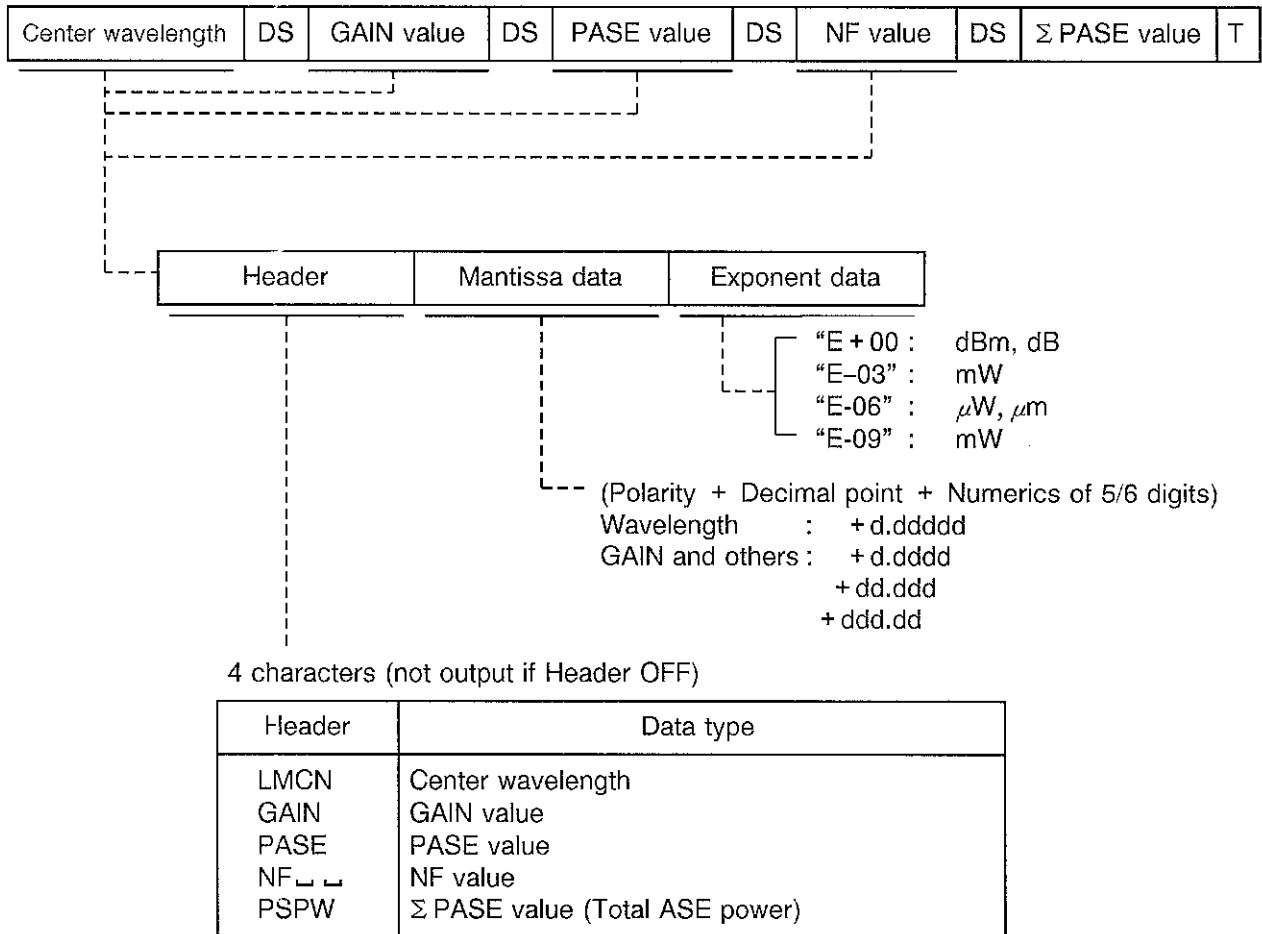 Center wavelength DS GAIN value DS PASE value DS NF value DS Σ PASE value T
Header Mantissa data Exponent data
“E + 00 : dBm, dB
“E–03” : mW
“E-06” : μW, μm
“E-09” : mW
(Polarity + Decimal point + Numerics of 5/6 digits)
Wavelength : + d.ddddd
GAIN and others : + d.dddd
+ dd.ddd
+ ddd.dd
4 characters (not output if Header OFF)
Header Data type
LMCN Center wavelength
GAIN GAIN value
PASE PASE value
NF⎵⎵ NF value
PSPW Σ PASE value (Total ASE power)